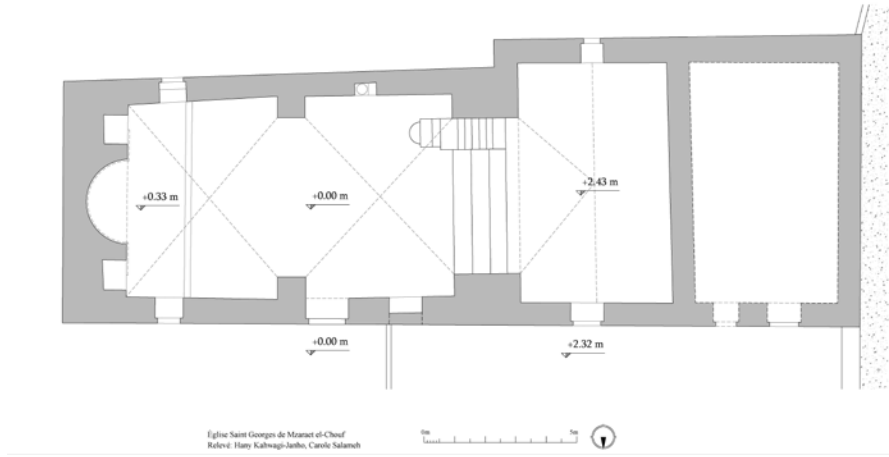 +0.33 m
+0.00 m
+2.43 m
+0.00 m
+2.32 m
Église Saint Georges de Mzaraet el-Chouf
Relevé: Hany Kahwagi-Janho, Carole Salameh
0m
5m